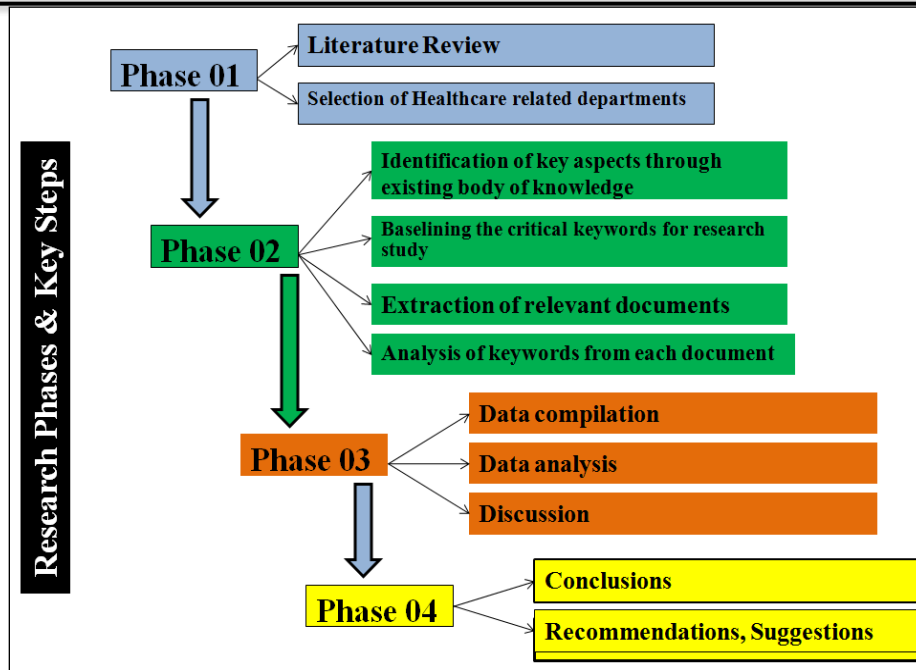 Research Phases & Key Steps
Phase 01
Literature Review
Selection of Healthcare related departments
Phase 02
Identification of key aspects through
existing body of knowledge
Baselining the critical keywords for research
study
Extraction of relevant documents
Analysis of keywords from each document
Phase 03
Data compilation
Data analysis
Discussion
Phase 04
Conclusions
Recommendations, Suggestions